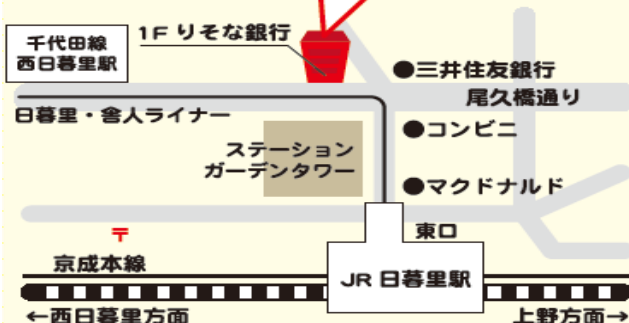 千代田線
西日暮里駅
1F りそな銀行
●三井住友銀行
尾久橋通り
日暮里・舎人ライナー
●コンビニ
ステーション
ガーデンタワー
●マクドナルド
〒
東口
京成本線
JR 日暮里駅
←西日暮里方面
上野方面→